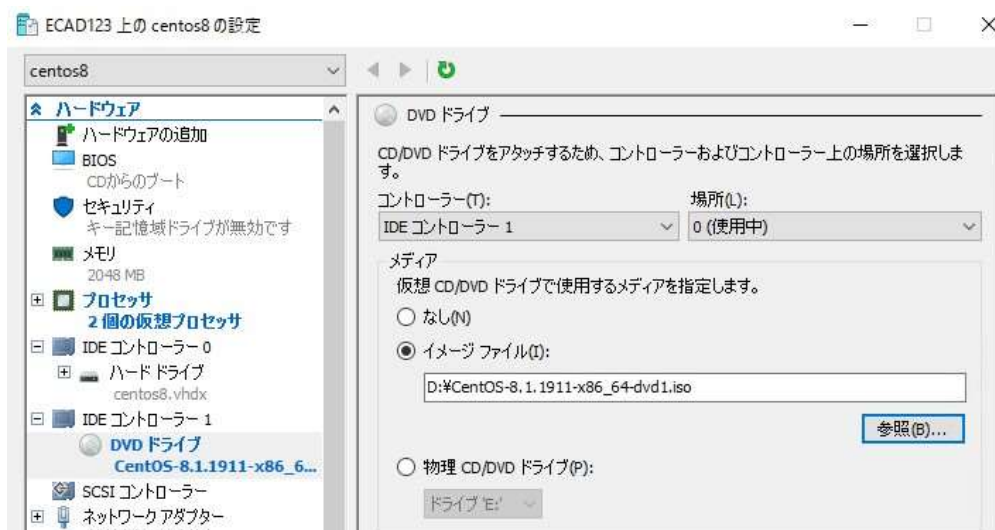 ECAD123 上の centos8 の設定
centos8
ハードウェア
ハードウェアの追加
BIOS
CDからのブート
セキュリティ
キー記憶域ドライブが無効です
メモリ
2048 MB
プロセッサ
2 個の仮想プロセッサ
IDE コントローラー 0
ハード ドライブ
centos8.vhdx
IDE コントローラー 1
DVD ドライブ
CentOS-8.1.1911-x86_6...
SCSI コントローラー
ネットワーク アダプター
DVD ドライブ
CD/DVD ドライブをアタッチするため、コントローラーおよびコントローラー上の場所を選択しま
す。
コントローラー(T):
場所(L):
IDE コントローラー 1
0 (使用中)
メディア
仮想 CD/DVD ドライブで使用するメディアを指定します。
なし(N)
イメージ ファイル(I):
D:¥CentOS-8.1.1911-x86_64-dvd1.iso
参照(B)...
物理 CD/DVD ドライブ(P):
ドライブ 'E:'